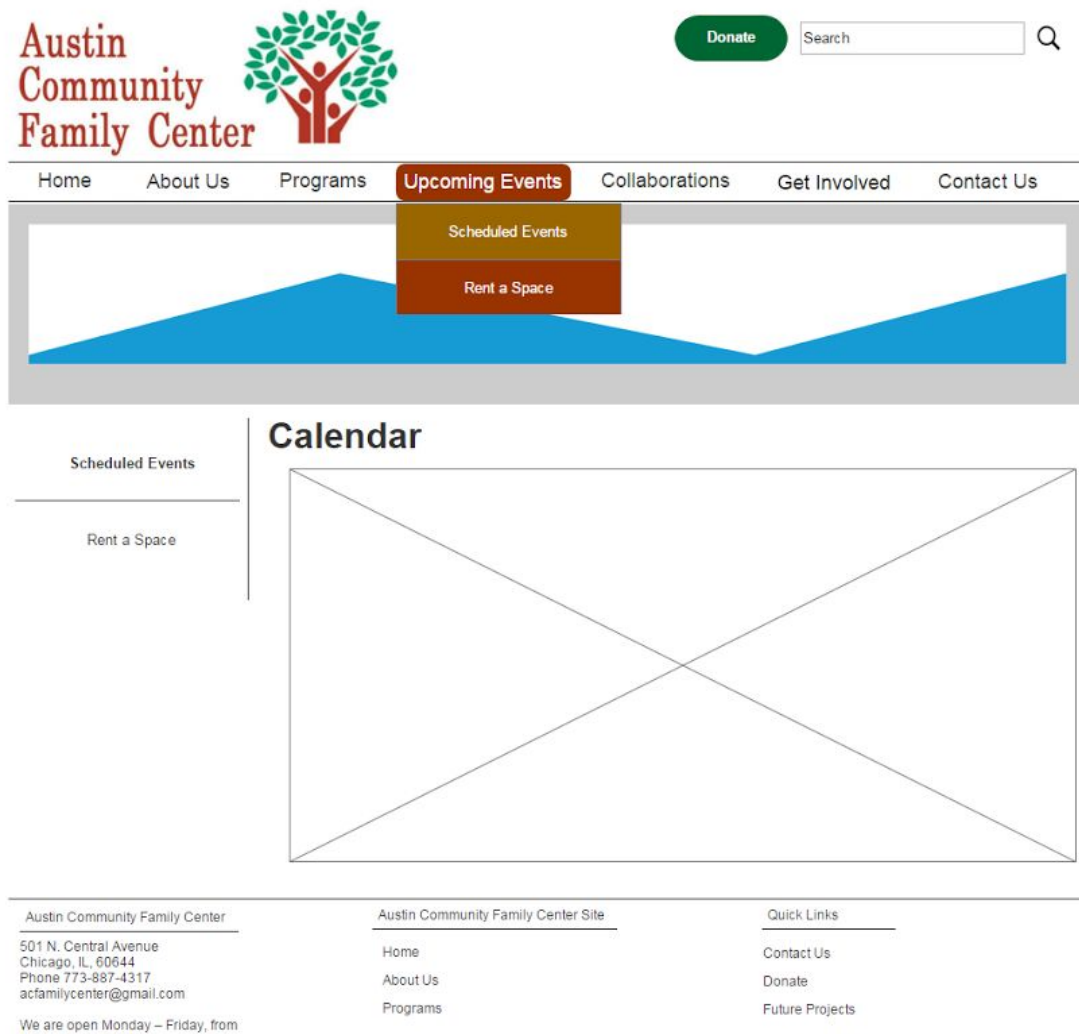 Austin
Community
Family Center
Donate
Search
Home About Us Programs Upcoming Events Collaborations Get Involved Contact Us
Scheduled Events
Rent a Space
Calendar
Scheduled Events
Rent a Space
Austin Community Family Center
501 N. Central Avenue
Chicago, IL, 60644
Phone 773-887-4317
acfamilycenter@gmail.com
We are open Monday – Friday, from
Austin Community Family Center Site
Home
About Us
Programs
Quick Links
Contact Us
Donate
Future Projects